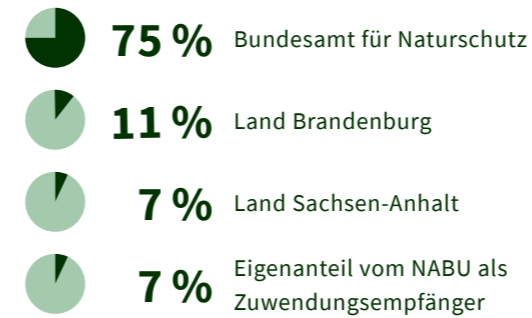 75 % Bundesamt für Naturschutz
11 % Land Brandenburg
7 % Land Sachsen-Anhalt
7 % Eigenanteil vom NABU als
Zuwendungsempfänger